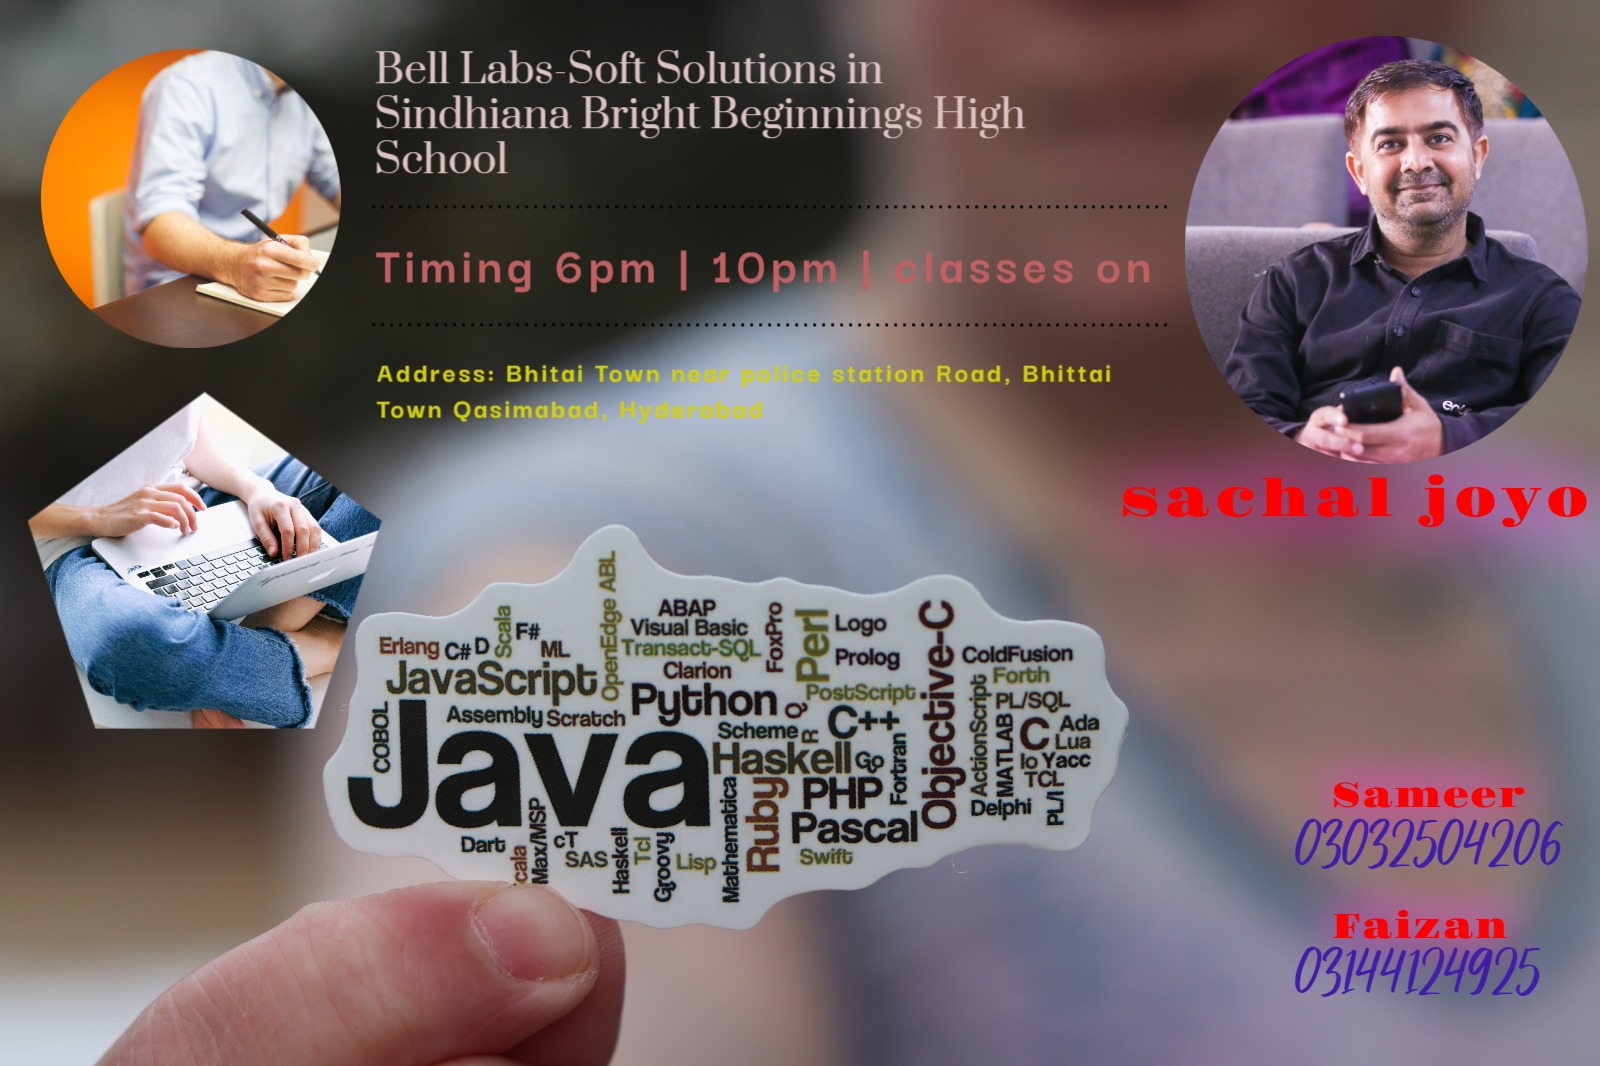 Bell Labs-Soft Solutions in
Sindhiana Bright Beginnings High
School
Timing 6pm | 10pm | classes on
Address: Bhitai Town near police station Road, Bhittai
Town Qasimabad, Hyderabad
sachal joyo
Erlang
C#
D
Scala
F#
ML
OpenEdge ABL
ABAP
Visual Basic
Transact-SQL
Clarion
FoxPro
Perl
Logo
Prolog
Objective-C
ColdFusion
Forth
JavaScript
Python
PostScript
ActionScript
PL/SQL
COBOL
Assembly
Scratch
Q
Scheme
R
C++
MATLAB
C
Ada
Lua
Java
Haskell
Go
Fortran
Io
Yacc
TCL
Mathematica
Ruby
PHP
Delphi
PL/I
Pascal
Dart
Max/MSP
cT
SAS
Haskell
Tcl
Groovy
Lisp
Swift
Sameer
03032504206
Faizan
03144124925